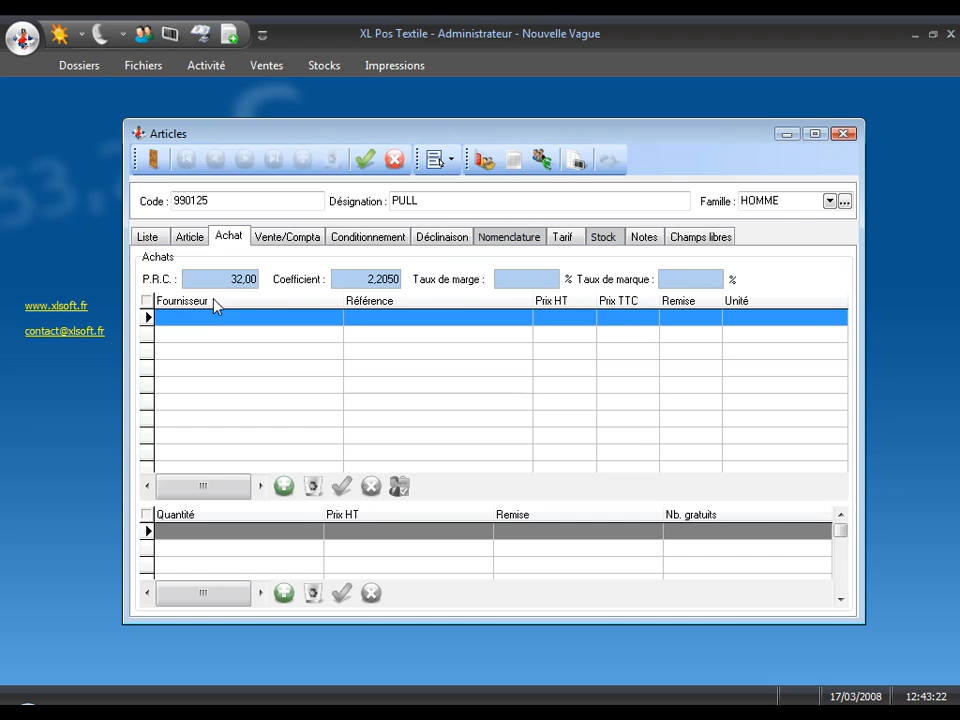 XL Pos Textile - Administrateur - Nouvelle Vague
Dossiers Fichiers Activité Ventes Stocks Impressions
Articles
Code : 990125 Désignation : PULL Famille : HOMME
Liste Article Achat Vente/Compta Conditionnement Déclinaison Nomenclature Tarif Stock Notes Champs libres
Achats
P.R.C. : 32,00 Coefficient : 2,2050 Taux de marge : % Taux de marque : %
Fournisseur Référence Prix HT Prix TTC Remise Unité
www.xlsoft.fr
contact@xlsoft.fr
Quantité Prix HT Remise Nb. gratuits
17/03/2008 12:43:22